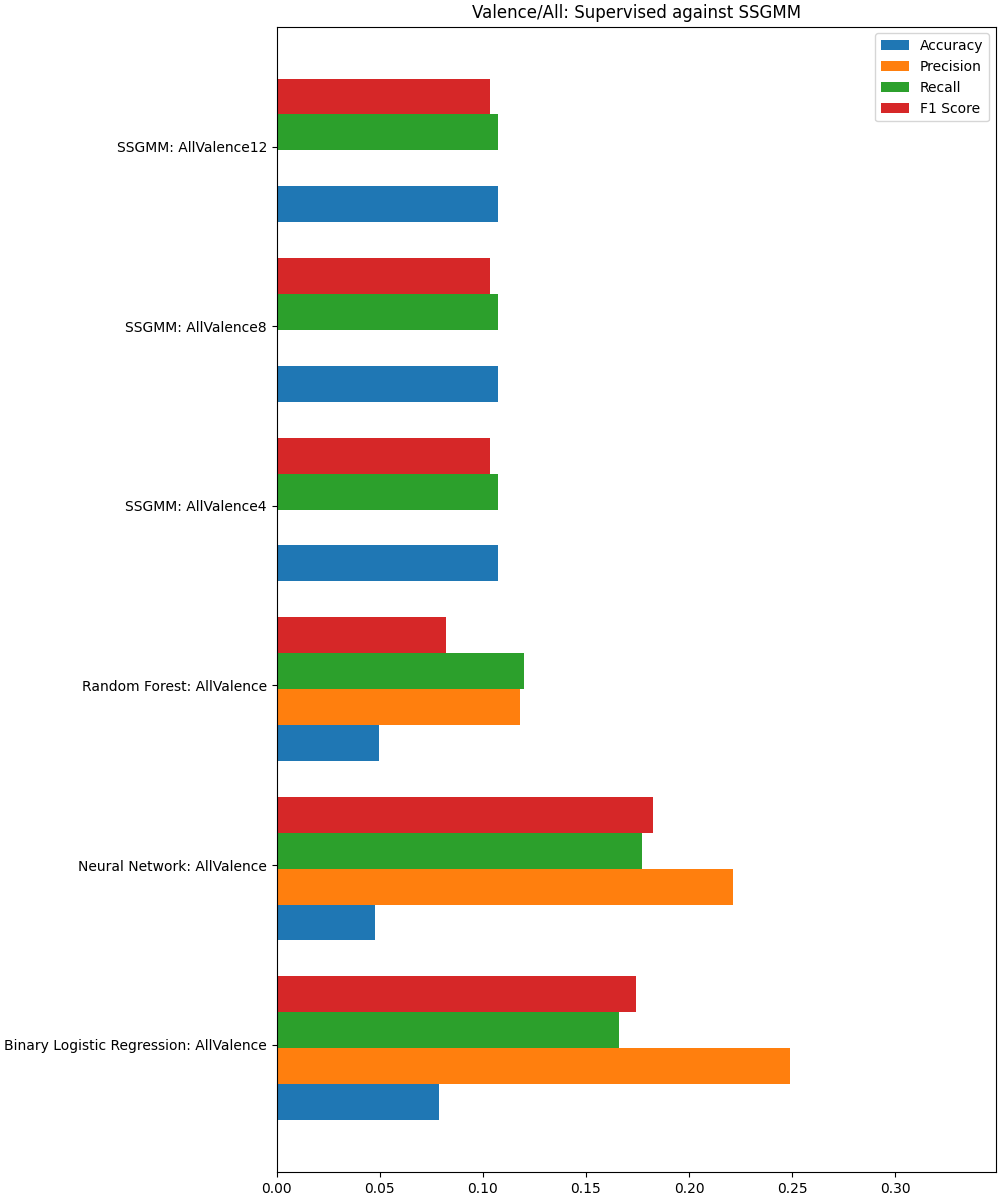 Valence/All: Supervised against SSGMM
Accuracy
Precision
Recall
F1 Score
SSGMM: AllValence12
SSGMM: AllValence8
SSGMM: AllValence4
Random Forest: AllValence
Neural Network: AllValence
Binary Logistic Regression: AllValence
0.00 0.05 0.10 0.15 0.20 0.25 0.30